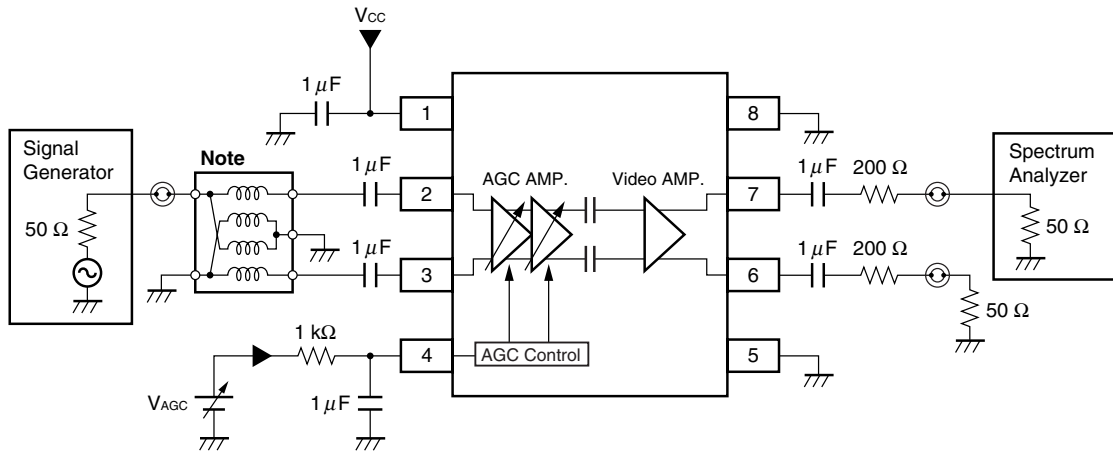 VCC
1 μF
1
8
Signal Generator
Note
1 μF
2
AGC AMP.
Video AMP.
7
1 μF
200 Ω
Spectrum Analyzer
50 Ω
50 Ω
1 μF
3
6
1 μF
200 Ω
50 Ω
1 kΩ
4
AGC Control
5
VAGC
1 μF